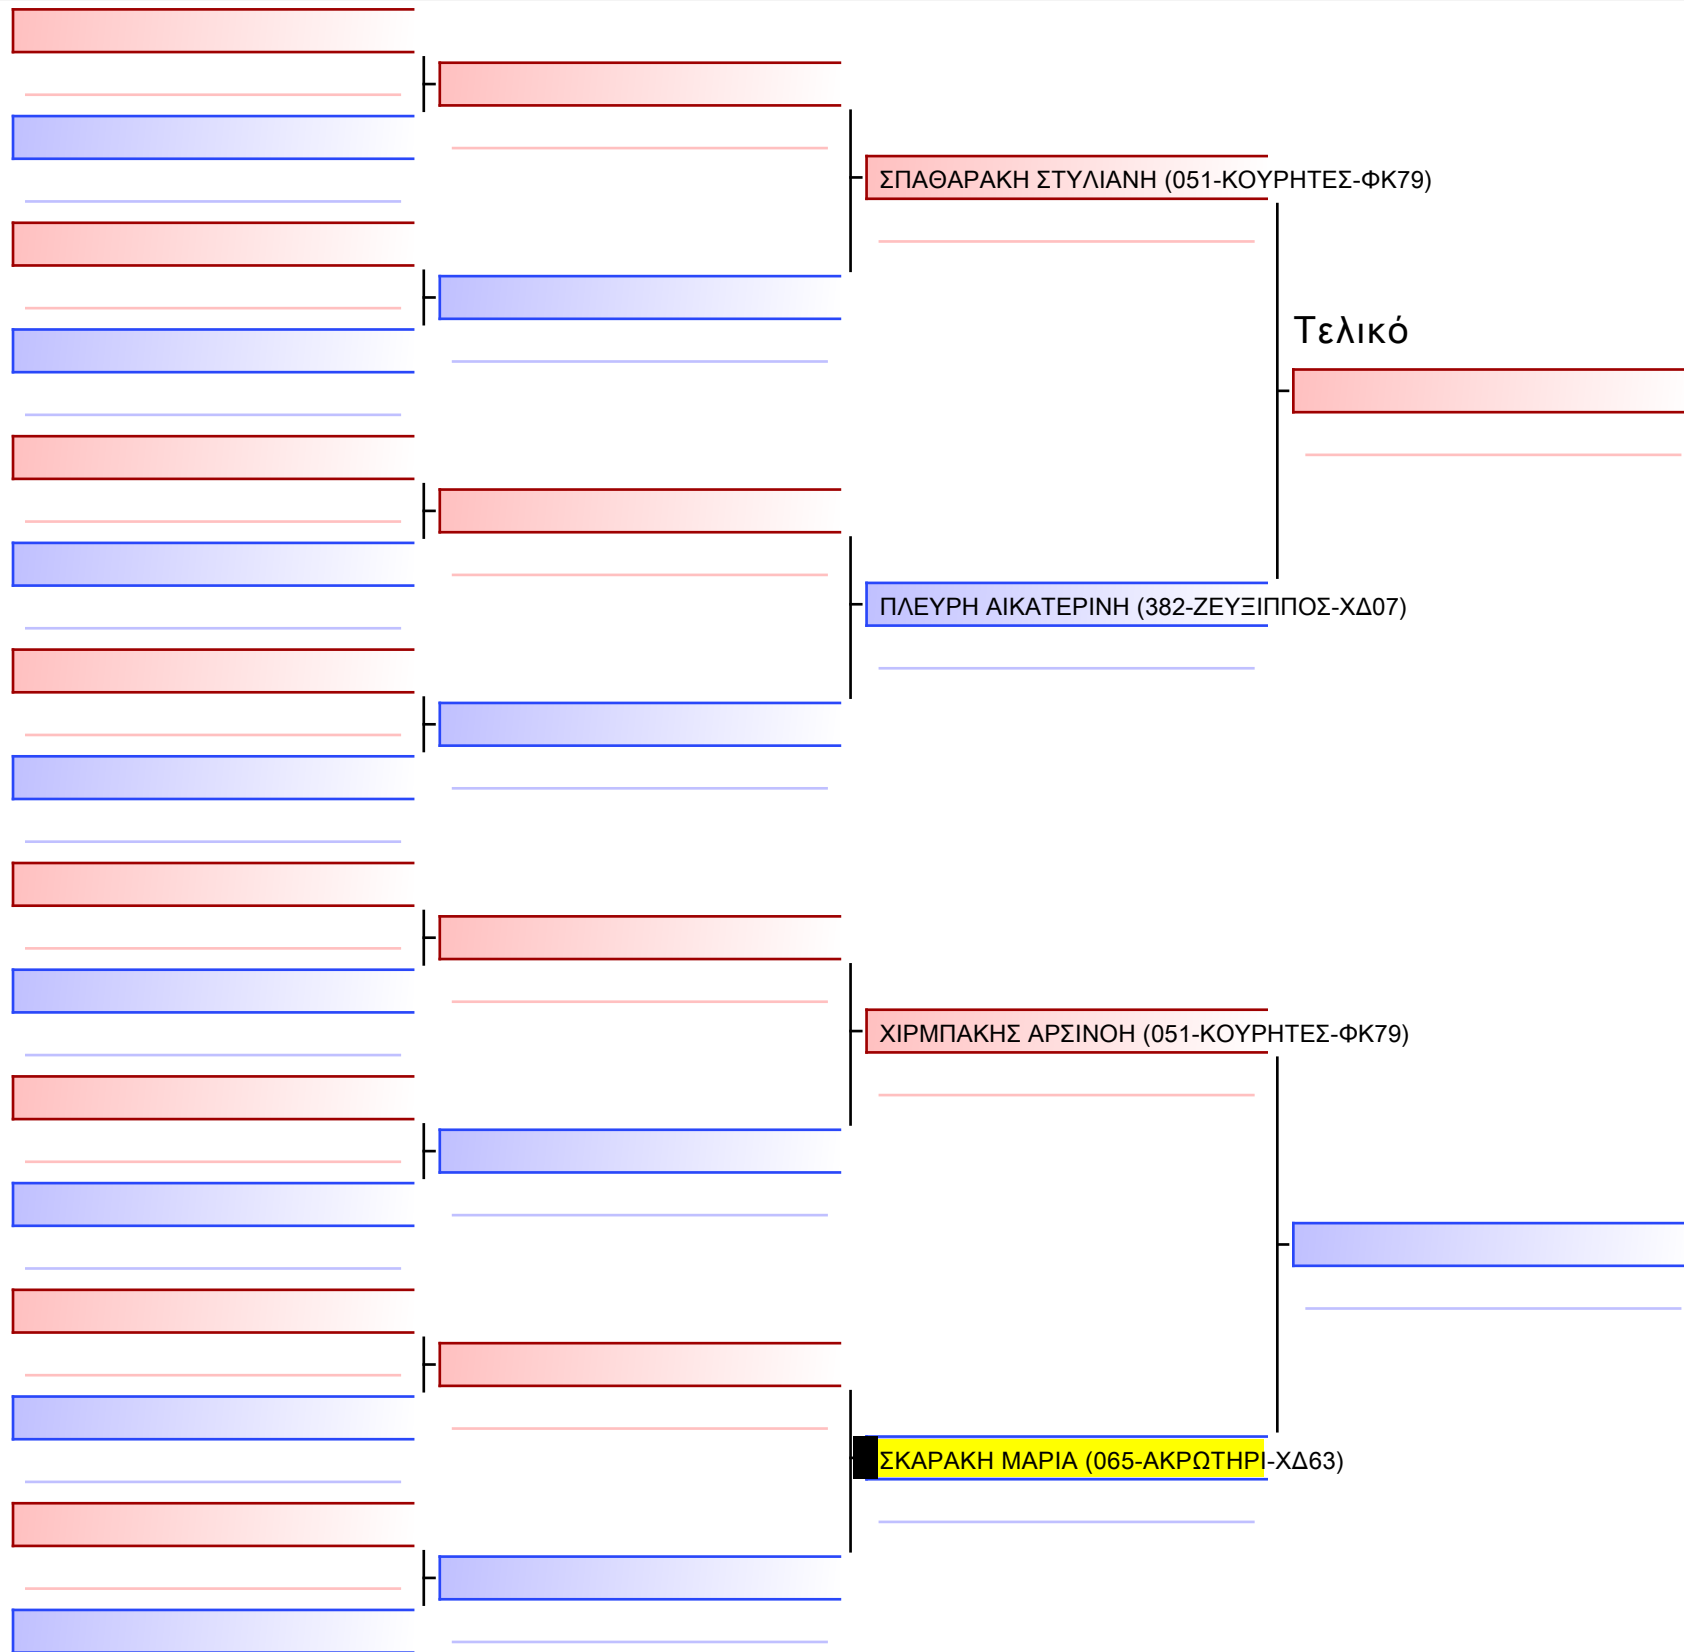 ΣΠΑΘΑΡΑΚΗ ΣΤΥΛΙΑΝΗ (051-ΚΟΥΡΗΤΕΣ-ΦΚ79)
Τελικό
ΠΛΕΥΡΗ ΑΙΚΑΤΕΡΙΝΗ (382-ΖΕΥΞΙΠΠΟΣ-ΧΔ07)
ΧΙΡΜΠΑΚΗΣ ΑΡΣΙΝΟΗ (051-ΚΟΥΡΗΤΕΣ-ΦΚ79)
ΣΚΑΡΑΚΗ ΜΑΡΙΑ (065-ΑΚΡΩΤΗΡΙ-ΧΔ63)